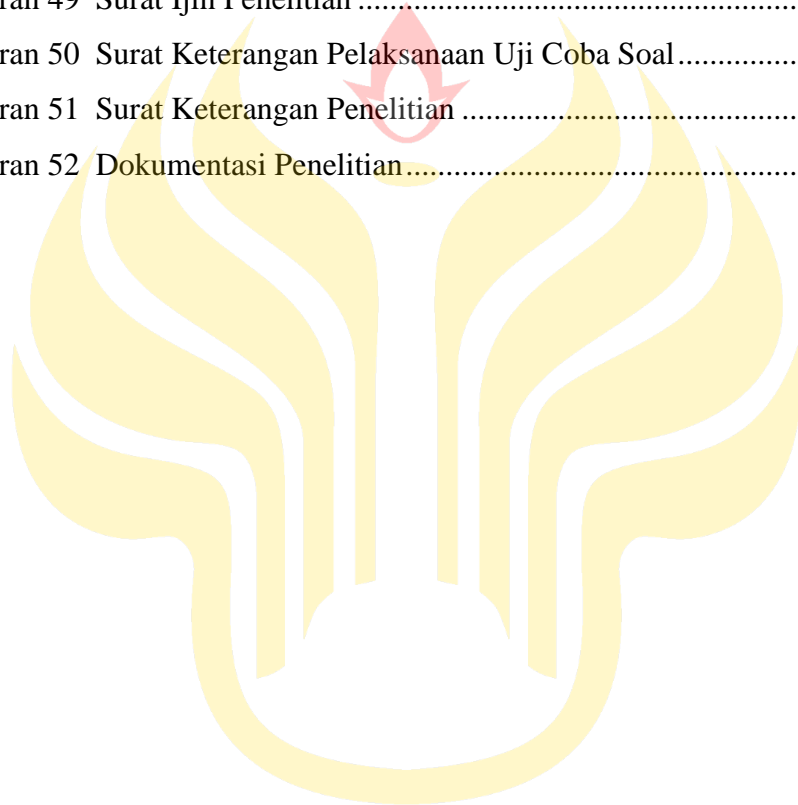 ran 49 Surat Ijin Penelitian ......................................................
ran 50 Surat Keterangan Pelaksanaan Uji Coba Soal ...............
ran 51 Surat Keterangan Penelitian ..........................................
ran 52 Dokumentasi Penelitian .................................................